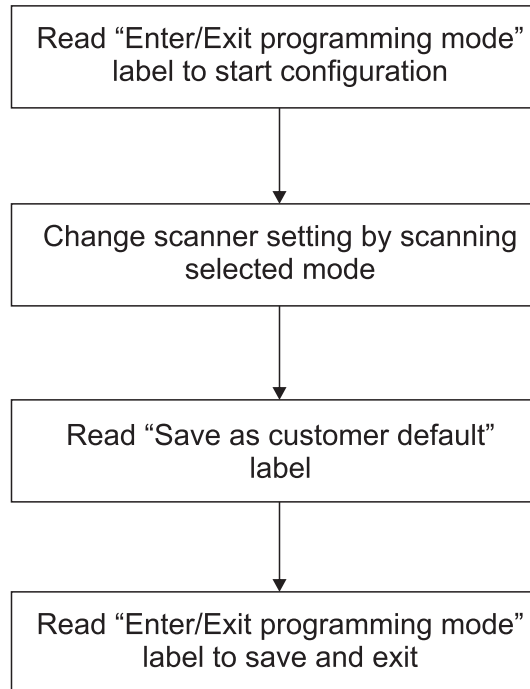 Read “Enter/Exit programming mode”
label to start configuration
Change scanner setting by scanning
selected mode
Read “Save as customer default”
label
Read “Enter/Exit programming mode”
label to save and exit